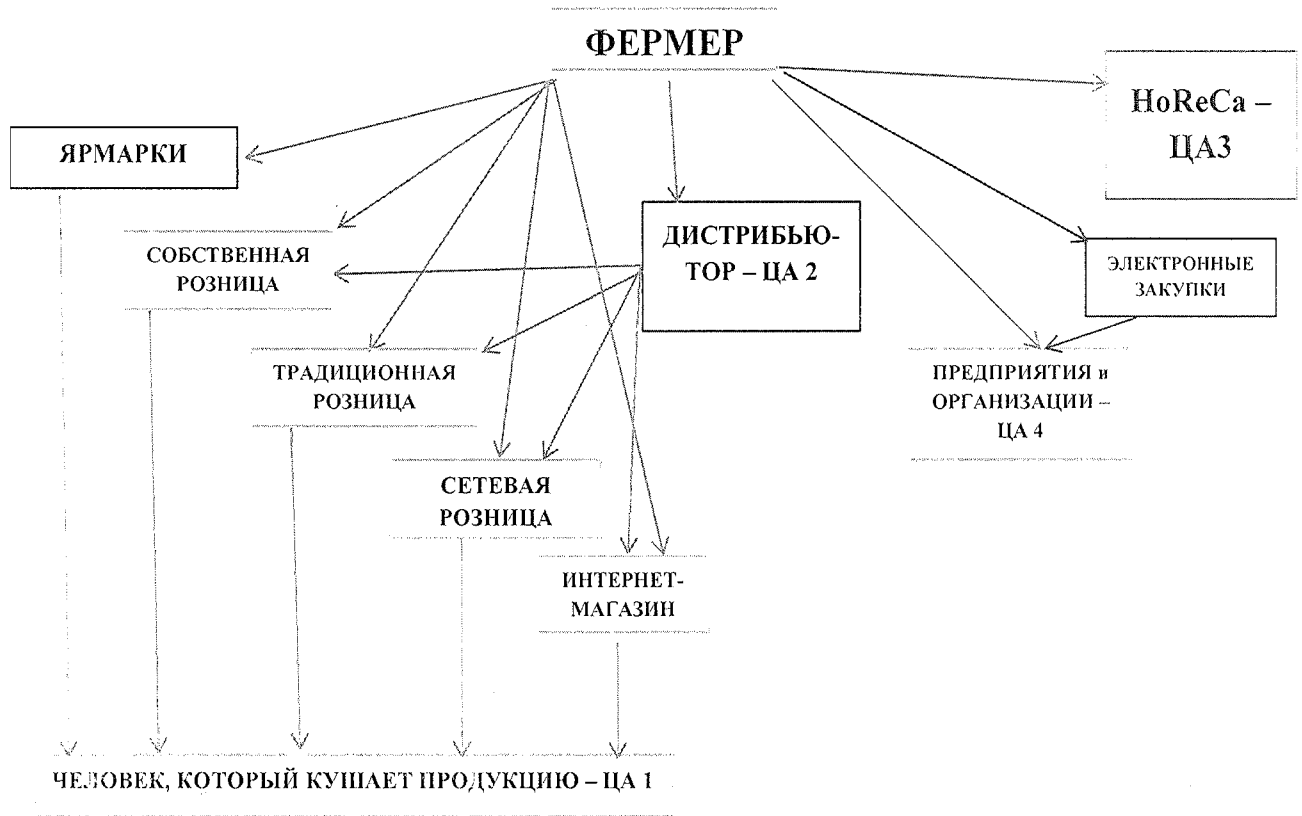 ФЕРМЕР
HoReCa –
ЦА3
ЯРМАРКИ
СОБСТВЕННАЯ
РОЗНИЦА
ДИСТРИБЬЮ-
ТОР – ЦА 2
ЭЛЕКТРОННЫЕ
ЗАКУПКИ
ТРАДИЦИОННАЯ
РОЗНИЦА
ПРЕДПРИЯТИЯ и
ОРГАНИЗАЦИИ –
ЦА 4
СЕТЕВАЯ
РОЗНИЦА
ИНТЕРНЕТ-
МАГАЗИН
ЧЕЛОВЕК, КОТОРЫЙ КУШАЕТ ПРОДУКЦИЮ – ЦА 1